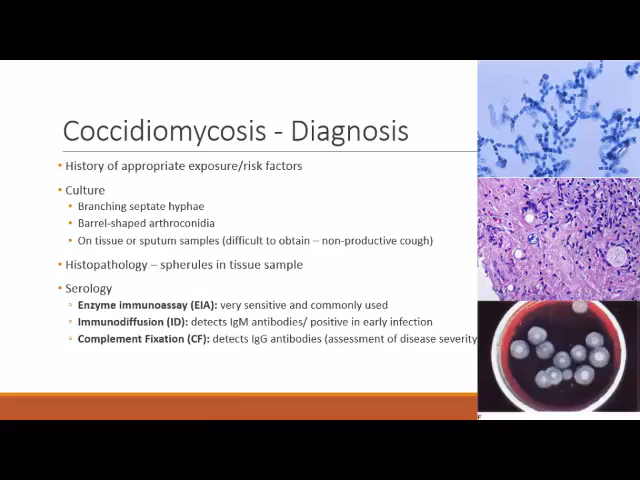 Coccidiomycosis - Diagnosis
• History of appropriate exposure/risk factors
• Culture
• Branching septate hyphae
• Barrel-shaped arthroconidia
• On tissue or sputum samples (difficult to obtain – non-productive cough)
• Histopathology – spherules in tissue sample
• Serology
▫ Enzyme immunoassay (EIA): very sensitive and commonly used
▫ Immunodiffusion (ID): detects IgM antibodies/ positive in early infection
▫ Complement Fixation (CF): detects IgG antibodies (assessment of disease severity